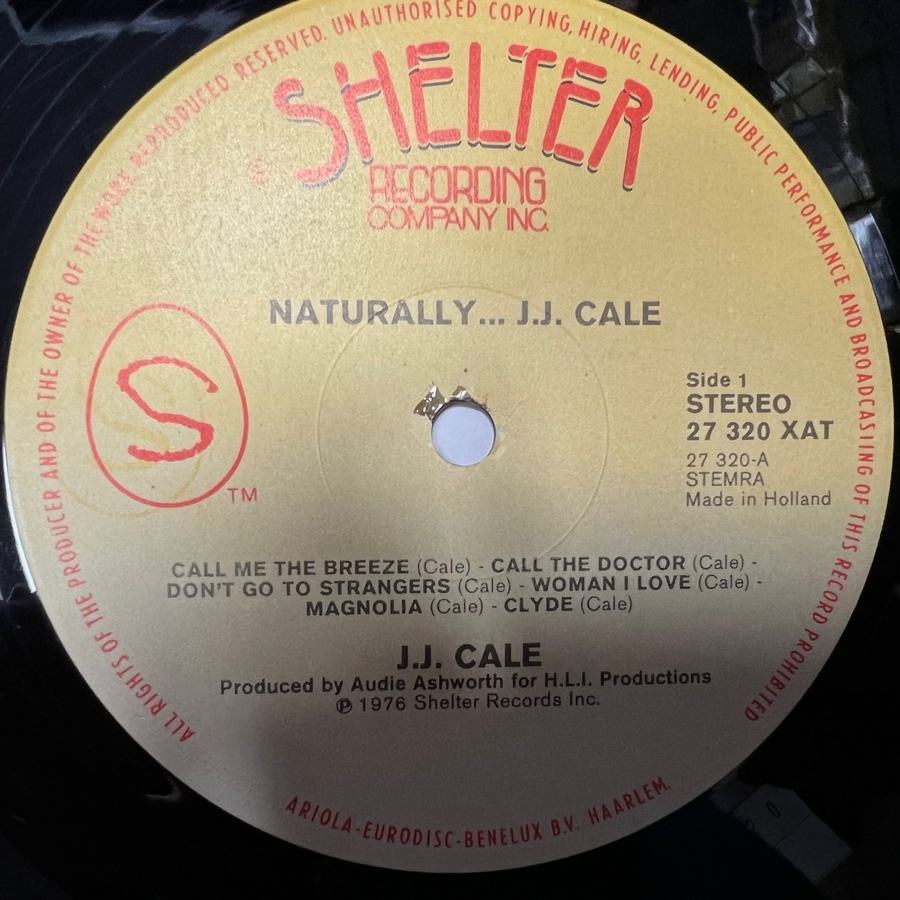 ALL RIGHTS OF THE PRODUCER AND OF THE OWNER OF THE WORK REPRODUCED RESERVED. UNAUTHORISED COPYING, HIRING, LENDING, PUBLIC PERFORMANCE AND BROADCASTING OF THIS RECORD PROHIBITED
SHELTER
RECORDING
COMPANY INC.
NATURALLY... J.J. CALE
S
TM
Side 1
STEREO
27 320 XAT
27 320-A
STEMRA
Made in Holland
CALL ME THE BREEZE (Cale) - CALL THE DOCTOR (Cale) -
DON'T GO TO STRANGERS (Cale) - WOMAN I LOVE (Cale) -
MAGNOLIA (Cale) - CLYDE (Cale)
J.J. CALE
Produced by Audie Ashworth for H.L.I. Productions
℗ 1976 Shelter Records Inc.
ARIOLA-EURODISC-BENELUX B.V. HAARLEM.